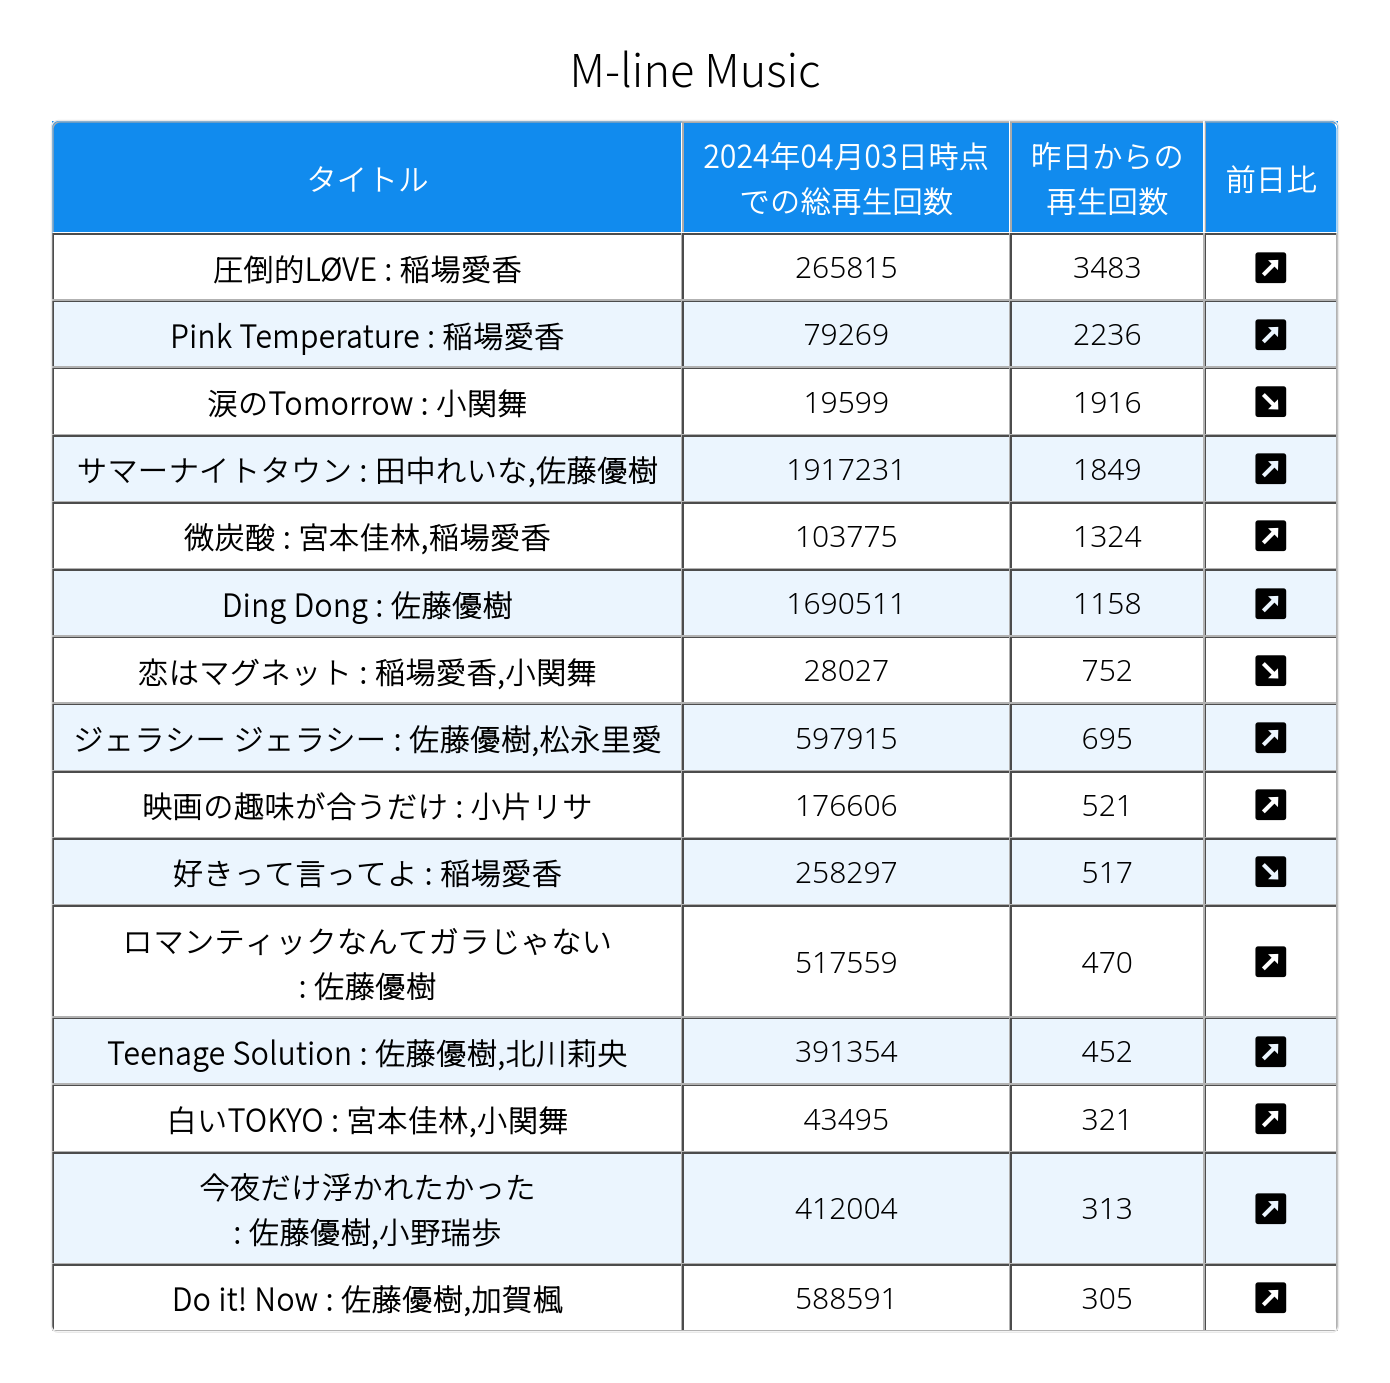 M-line Music
タイトル
2024年04月03日時点
での総再生回数
昨日からの
再生回数
前日比
圧倒的LØVE : 稲場愛香
265815
3483
Pink Temperature : 稲場愛香
79269
2236
涙のTomorrow : 小関舞
19599
1916
サマーナイトタウン : 田中れいな,佐藤優樹
1917231
1849
微炭酸 : 宮本佳林,稲場愛香
103775
1324
Ding Dong : 佐藤優樹
1690511
1158
恋はマグネット : 稲場愛香,小関舞
28027
752
ジェラシー ジェラシー : 佐藤優樹,松永里愛
597915
695
映画の趣味が合うだけ : 小片リサ
176606
521
好きって言ってよ : 稲場愛香
258297
517
ロマンティックなんてガラじゃない
: 佐藤優樹
517559
470
Teenage Solution : 佐藤優樹,北川莉央
391354
452
白いTOKYO : 宮本佳林,小関舞
43495
321
今夜だけ浮かれたかった
: 佐藤優樹,小野瑞歩
412004
313
Do it! Now : 佐藤優樹,加賀楓
588591
305